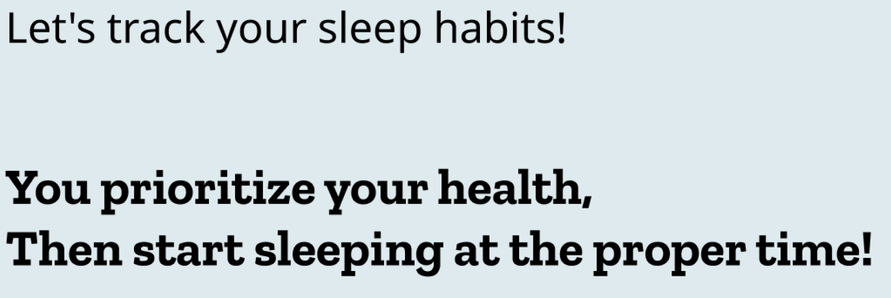 Let's track your sleep habits!
You prioritize your health,
Then start sleeping at the proper time!